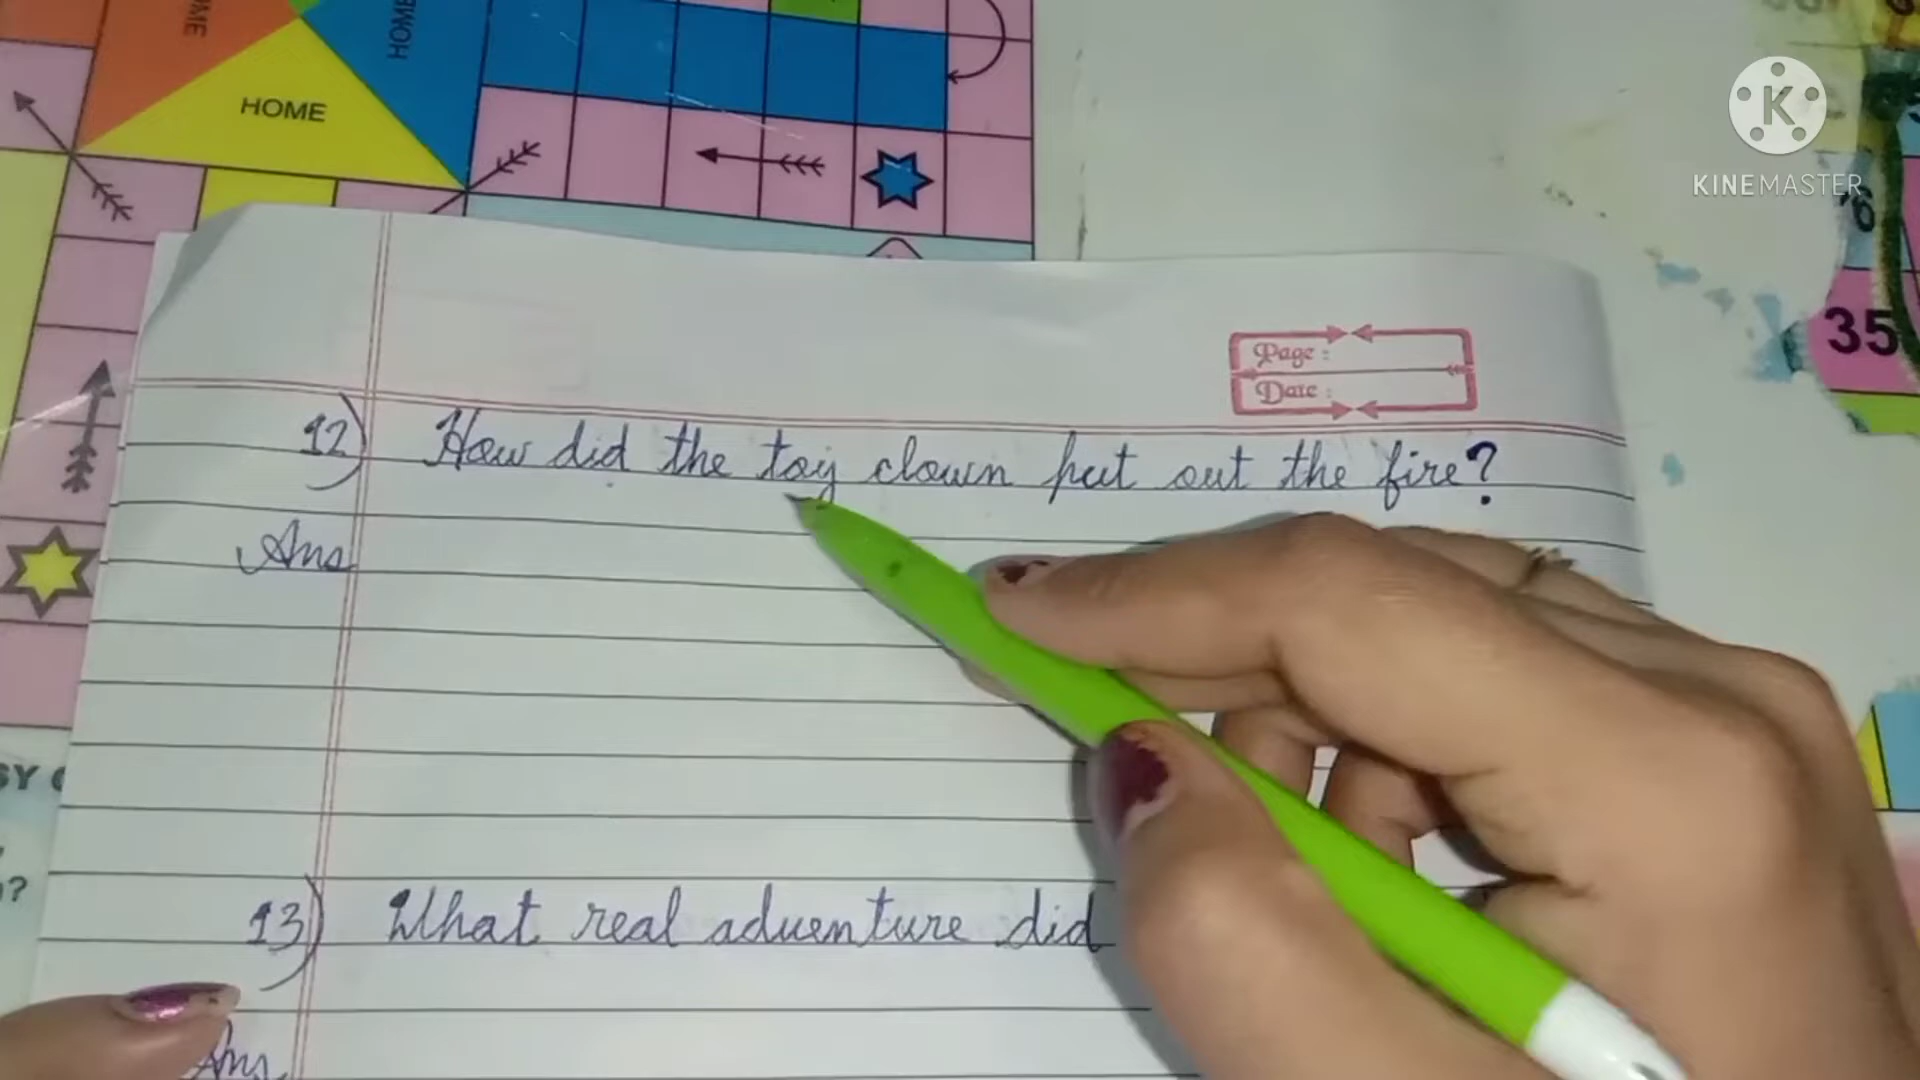 HOME
HOME
K
KINEMASTER
35
Page :
Date :
12) How did the toy clown put out the fire?
Ans
13) What real adventure did
Ans